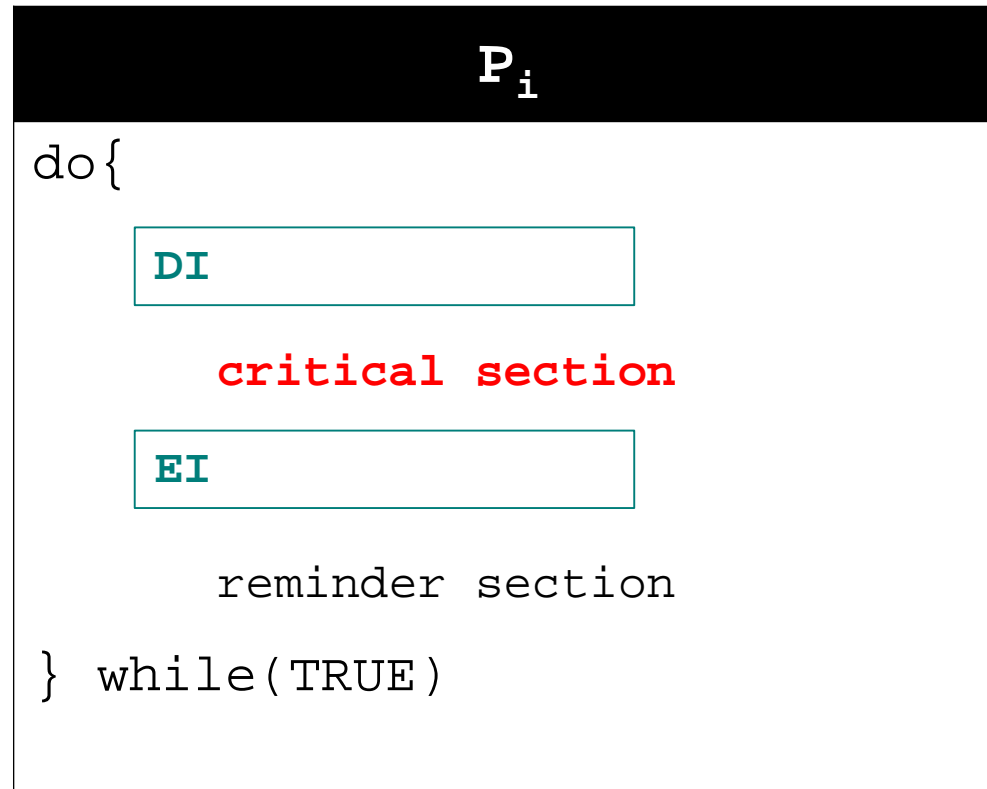 Pi
do{
DI
critical section
EI
reminder section
} while(TRUE)